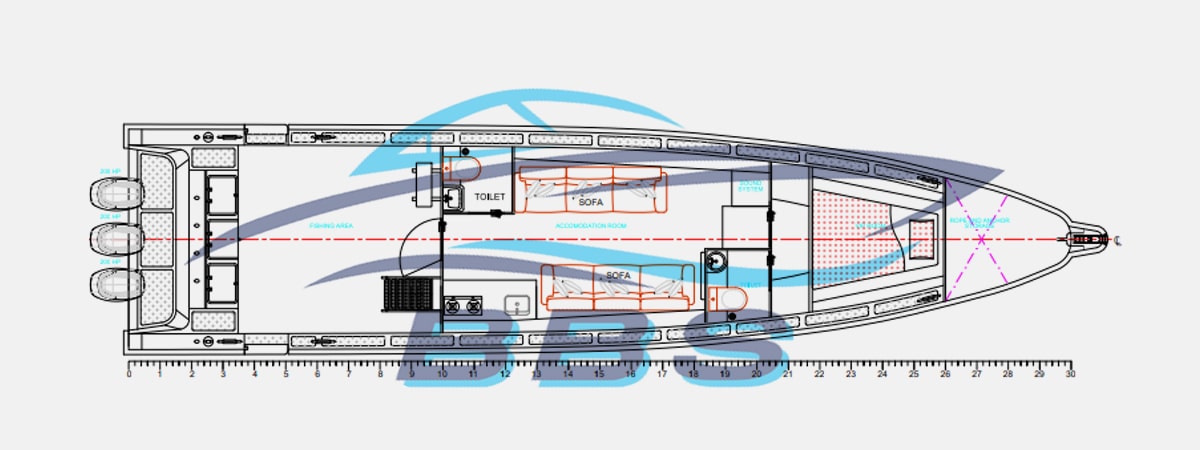 200 HP
TOILET
SOFA
SOUND
SYSTEM
200 HP
FISHING AREA
ACCOMODATION ROOM
ROPE AND ANCHOR
200 HP
SOFA
TOILET
BBS
0 1 2 3 4 5 6 7 8 9 10 11 12 13 14 15 16 17 18 19 20 21 22 23 24 25 26 27 28 29 30